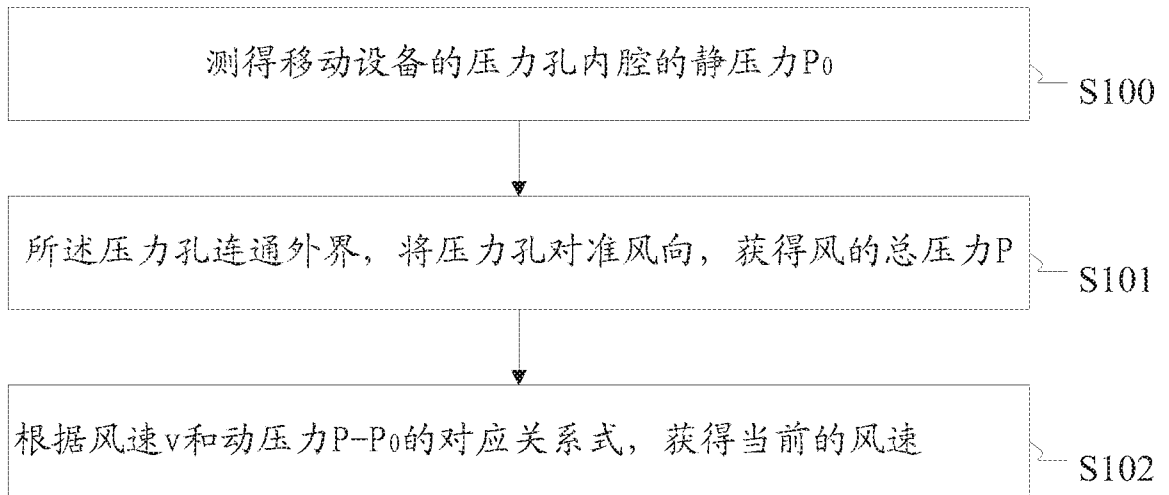 测得移动设备的压力孔内腔的静压力P₀
S100
所述压力孔连通外界，将压力孔对准风向，获得风的总压力P
S101
根据风速v和动压力P-P₀的对应关系式，获得当前的风速
S102